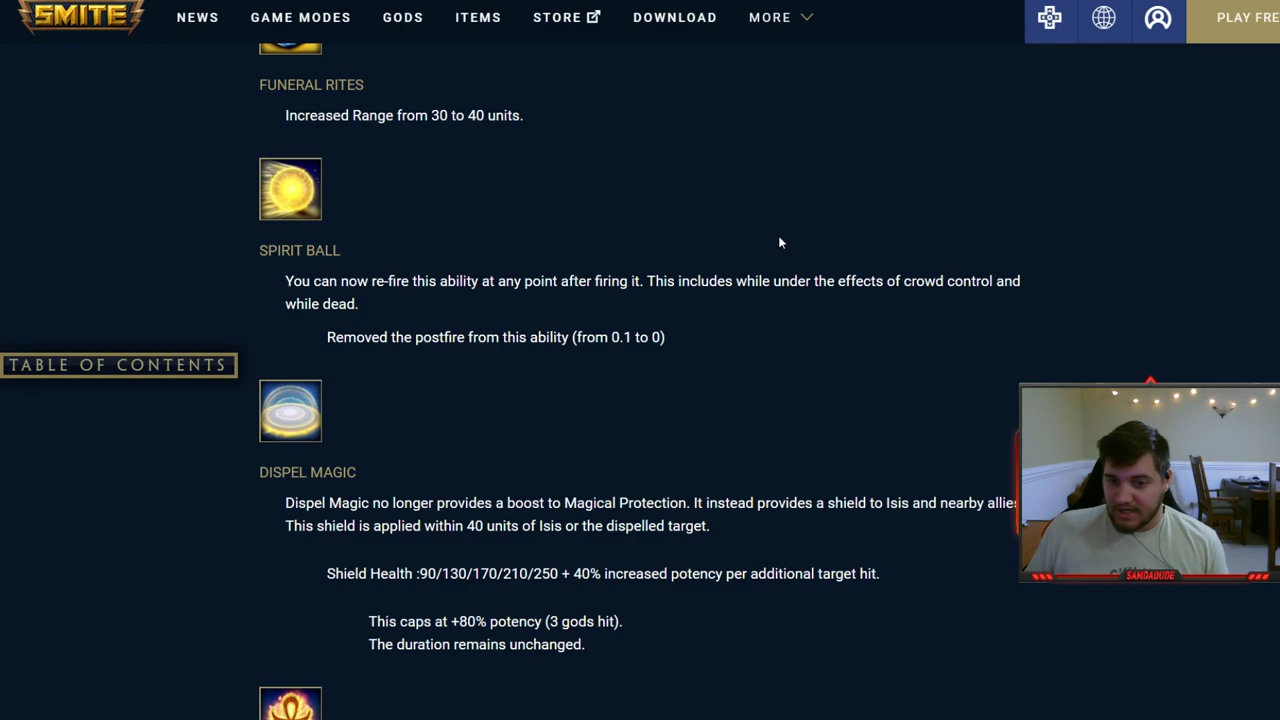 SMITE
NEWS GAME MODES GODS ITEMS STORE DOWNLOAD MORE PLAY FRE
FUNERAL RITES
Increased Range from 30 to 40 units.
SPIRIT BALL
You can now re-fire this ability at any point after firing it. This includes while under the effects of crowd control and
while dead.
Removed the postfire from this ability (from 0.1 to 0)
TABLE OF CONTENTS
DISPEL MAGIC
Dispel Magic no longer provides a boost to Magical Protection. It instead provides a shield to Isis and nearby allies
This shield is applied within 40 units of Isis or the dispelled target.
Shield Health :90/130/170/210/250 + 40% increased potency per additional target hit.
SANDADUDE
This caps at +80% potency (3 gods hit).
The duration remains unchanged.